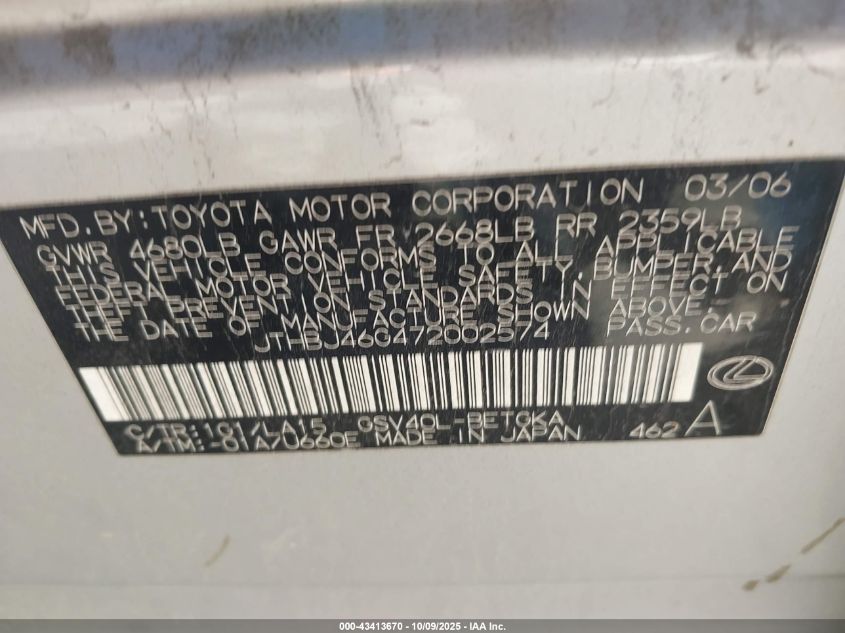 MFD. BY: TOYOTA MOTOR CORPORATION 03/06
GVWR 4680LB GAWR FR 2668LB RR 2359LB
THIS VEHICLE CONFORMS TO ALL APPLICABLE
FEDERAL MOTOR VEHICLE SAFETY, BUMPER, AND
THEFT PREVENTION STANDARDS IN EFFECT ON
THE DATE OF MANUFACTURE SHOWN ABOVE.
JTHBJ46G472002574 PASS. CAR
C/TR: 1G1/LA15 GSV40L-BETGKA
A/TM: -01A/U660E MADE IN JAPAN 462 A
000-43413670 - 10/09/2025 - IAA Inc.